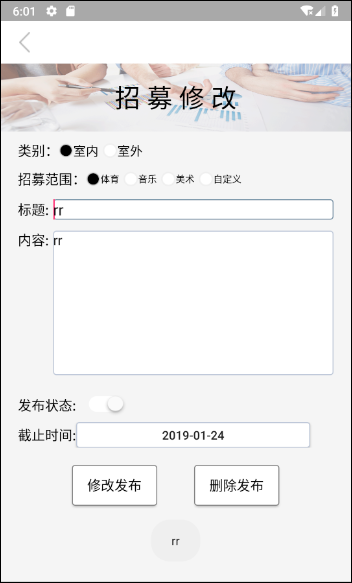 6:01
招募修改
类别： 室内 室外
招募范围： 体育 音乐 美术 自定义
标题: rr
内容: rr
发布状态:
截止时间: 2019-01-24
修改发布 删除发布
rr